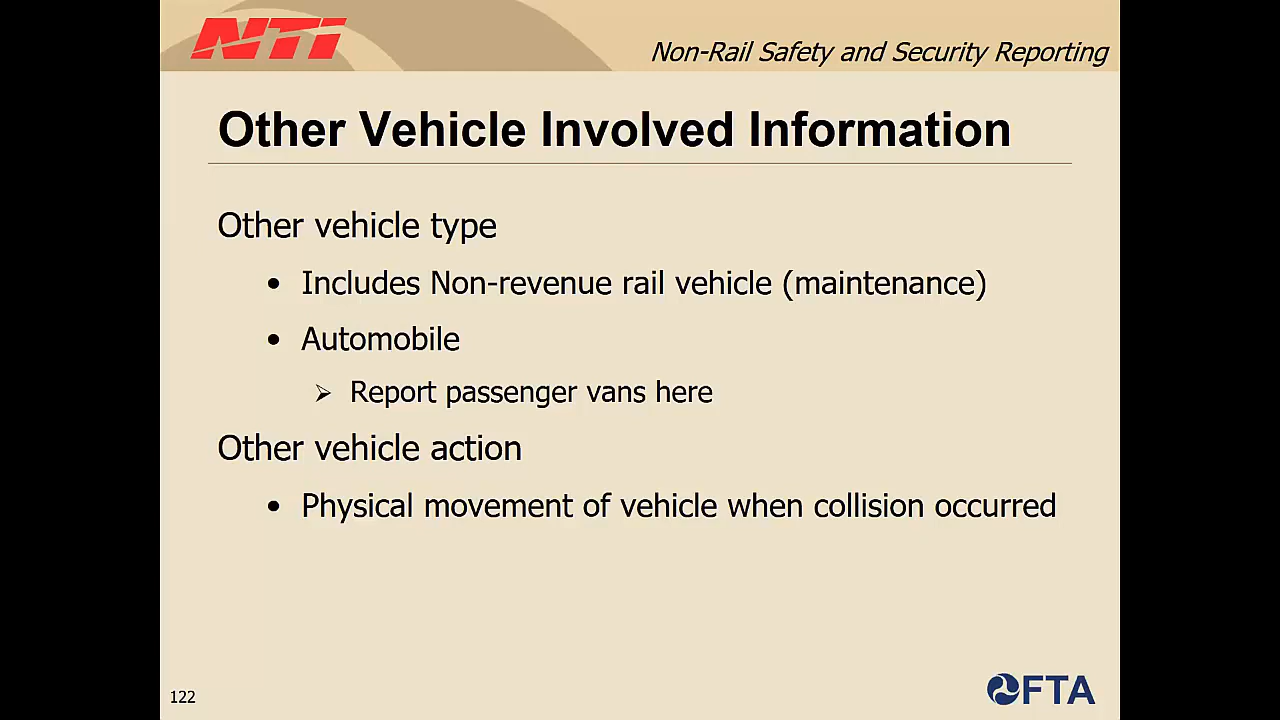 NTI
Non-Rail Safety and Security Reporting
Other Vehicle Involved Information
Other vehicle type
• Includes Non-revenue rail vehicle (maintenance)
• Automobile
➢ Report passenger vans here
Other vehicle action
• Physical movement of vehicle when collision occurred
122
FTA